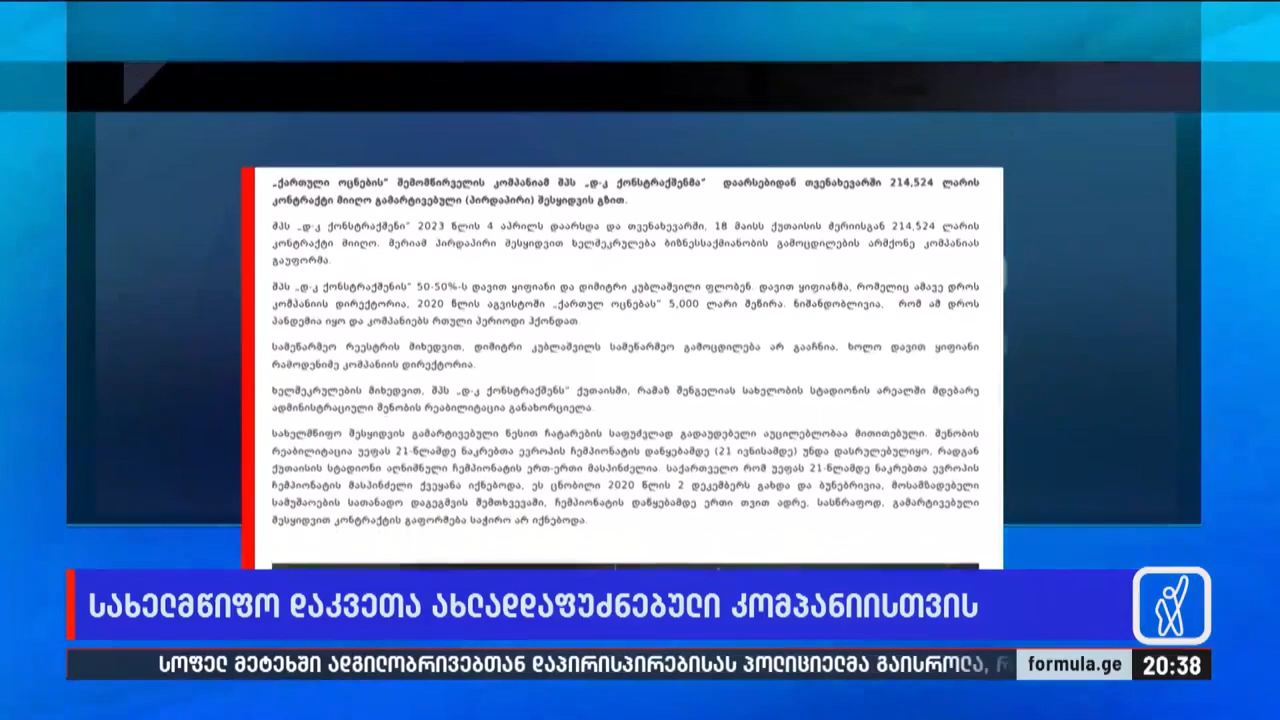 „ქართული ოცნების“ შემომწირველის კომპანიამ შპს „დ-კ ქონსტრაქშენმა“ დაარსებიდან თვენახევარში 214,524 ლარის
კონტრაქტი მიიღო გამარტივებული (პირდაპირი) შესყიდვის გზით.
შპს „დ-კ ქონსტრაქშენი“ 2023 წლის 4 აპრილს დაარსდა და თვენახევარში, 18 მაისს ქუთაისის მერიისგან 214,524 ლარის
კონტრაქტი მიიღო. მერიამ პირდაპირი შესყიდვით ხელშეკრულება ბიზნესსაქმიანობის გამოცდილების არმქონე კომპანიას
გაუფორმა.
შპს „დ-კ ქონსტრაქშენის“ 50-50%-ს დავით ყიფიანი და დიმიტრი კუბლაშვილი ფლობენ. დავით ყიფიანმა, რომელიც ამავე დროს
კომპანიის დირექტორია, 2020 წლის აგვისტოში „ქართულ ოცნებას“ 5,000 ლარი შეწირა. ნიშანდობლივია, რომ ამ დროს
პანდემია იყო და კომპანიებს რთული პერიოდი ჰქონდათ.
სამეწარმეო რეესტრის მიხედვით, დიმიტრი კუბლაშვილს სამეწარმეო გამოცდილება არ გააჩნია, ხოლო დავით ყიფიანი
რამოდენიმე კომპანიის დირექტორია.
ხელშეკრულების მიხედვით, შპს „დ-კ ქონსტრაქშენს“ ქუთაისში, რამაზ შენგელიას სახელობის სტადიონის არეალში მდებარე
ადმინისტრაციული შენობის რეაბილიტაცია განახორციელა.
სახელმწიფო შესყიდვის გამარტივებული წესით ჩატარების საფუძვლად გადაუდებელი აუცილებლობაა მითითებული. შენობის
რეაბილიტაცია უეფას 21-წლამდე ნაკრებთა ევროპის ჩემპიონატის დაწყებამდე (21 ივნისამდე) უნდა დასრულებულიყო, რადგან
ქუთაისის სტადიონი აღნიშნული ჩემპიონატის ერთ-ერთი მასპინძელია. საქართველო რომ უეფას 21-წლამდე ნაკრებთა ევროპის
ჩემპიონატის მასპინძელი ქვეყანა იქნებოდა, ეს ცნობილი 2020 წლის 2 დეკემბერს გახდა და ბუნებრივია, მოსამზადებელი
სამუშაოების სათანადო დაგეგმვის შემთხვევაში, ჩემპიონატის დაწყებამდე ერთი თვით ადრე, სასწრაფოდ, გამარტივებული
შესყიდვით კონტრაქტის გაფორმება საჭირო არ იქნებოდა.
სახელმწიფო დაკვეთა ახლადდაფუძნებული კომპანიისთვის
სოფელ მეტეხში ადგილობრივებთან დაპირისპირებისას პოლიციელმა გაისროლა,
formula.ge
20:38